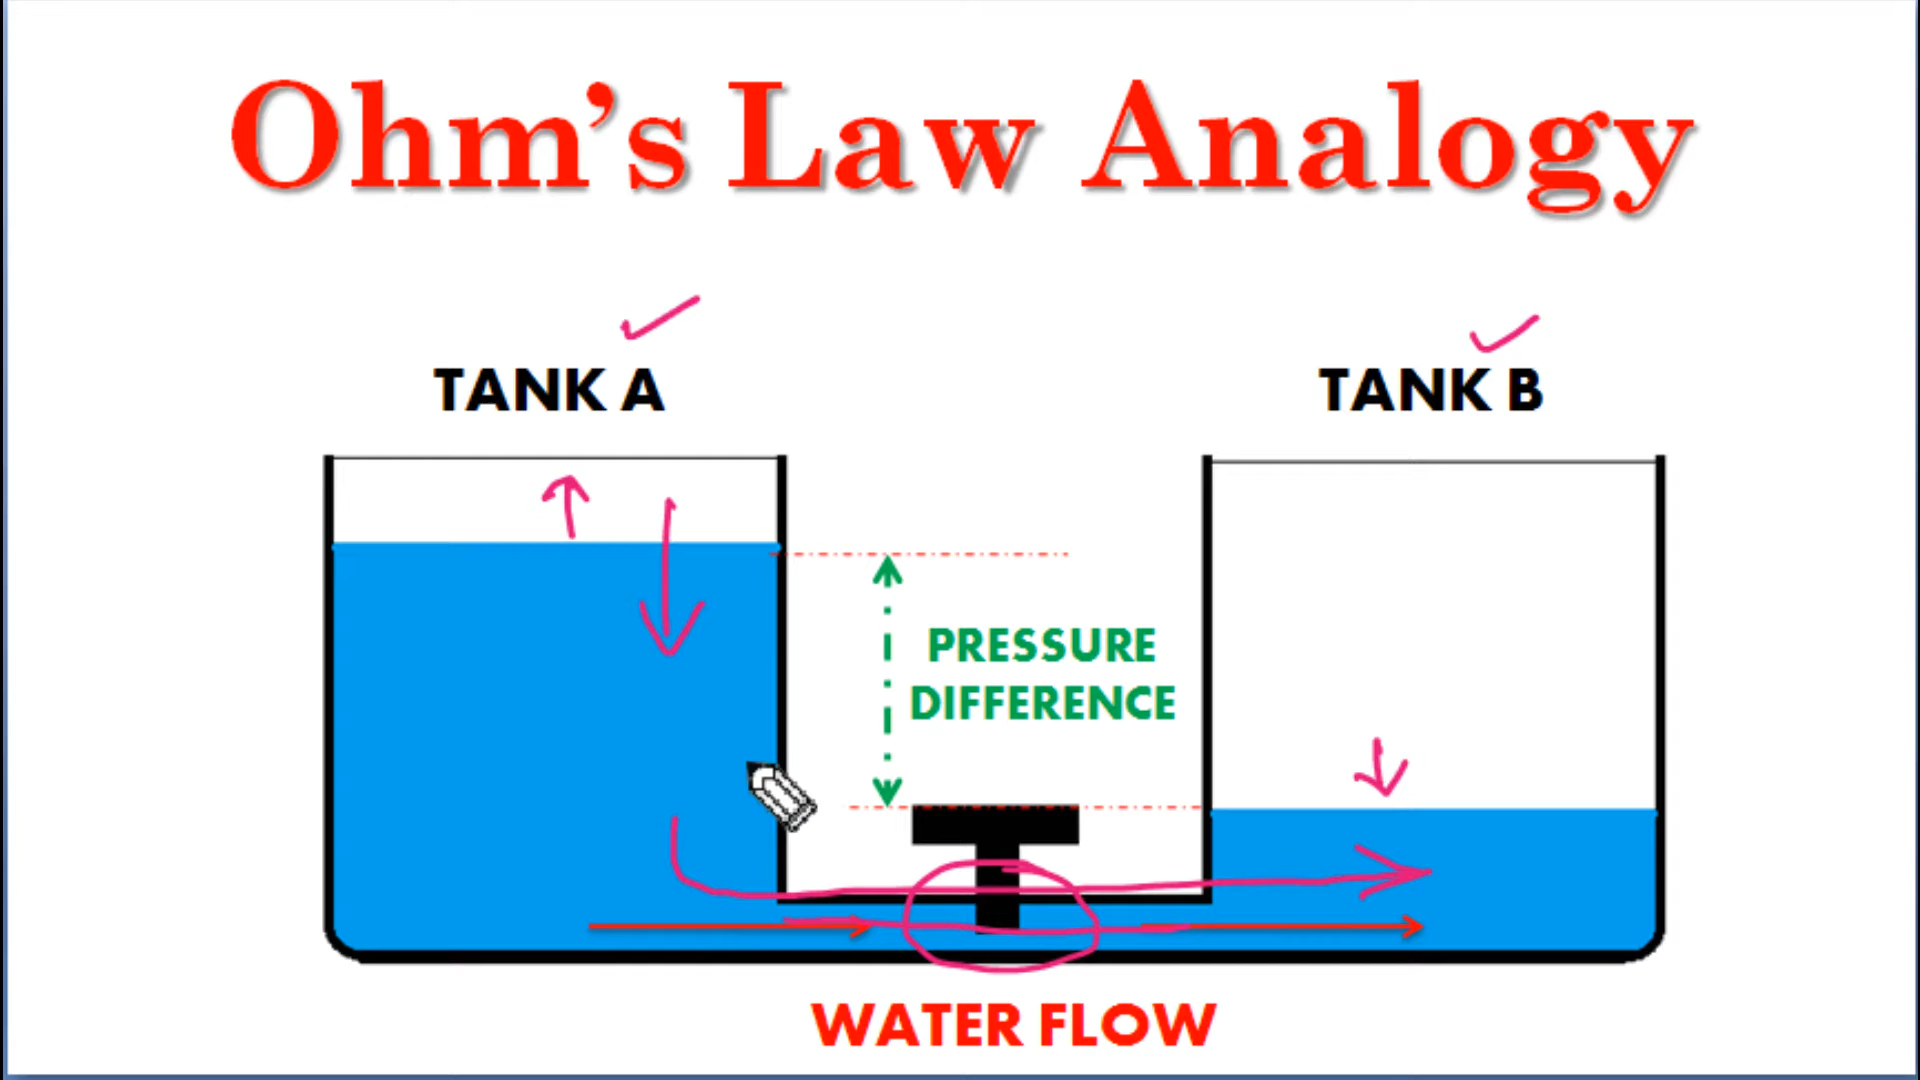 Ohm’s Law Analogy
TANK A
TANK B
PRESSURE
DIFFERENCE
WATER FLOW